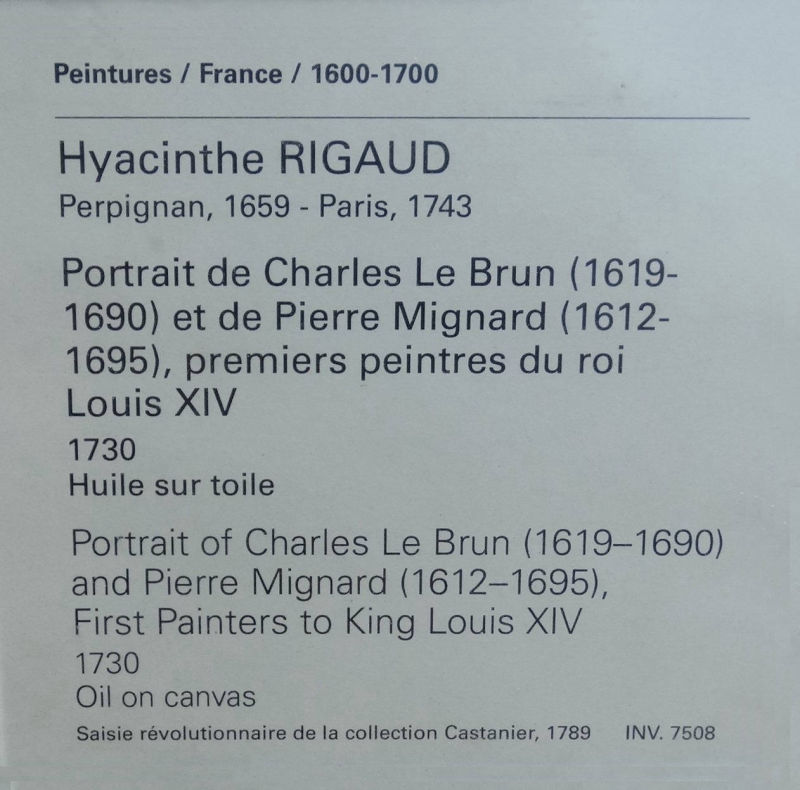 Peintures / France / 1600-1700
Hyacinthe RIGAUD
Perpignan, 1659 - Paris, 1743
Portrait de Charles Le Brun (1619-
1690) et de Pierre Mignard (1612-
1695), premiers peintres du roi
Louis XIV
1730
Huile sur toile
Portrait of Charles Le Brun (1619–1690)
and Pierre Mignard (1612–1695),
First Painters to King Louis XIV
1730
Oil on canvas
Saisie révolutionnaire de la collection Castanier, 1789 INV. 7508